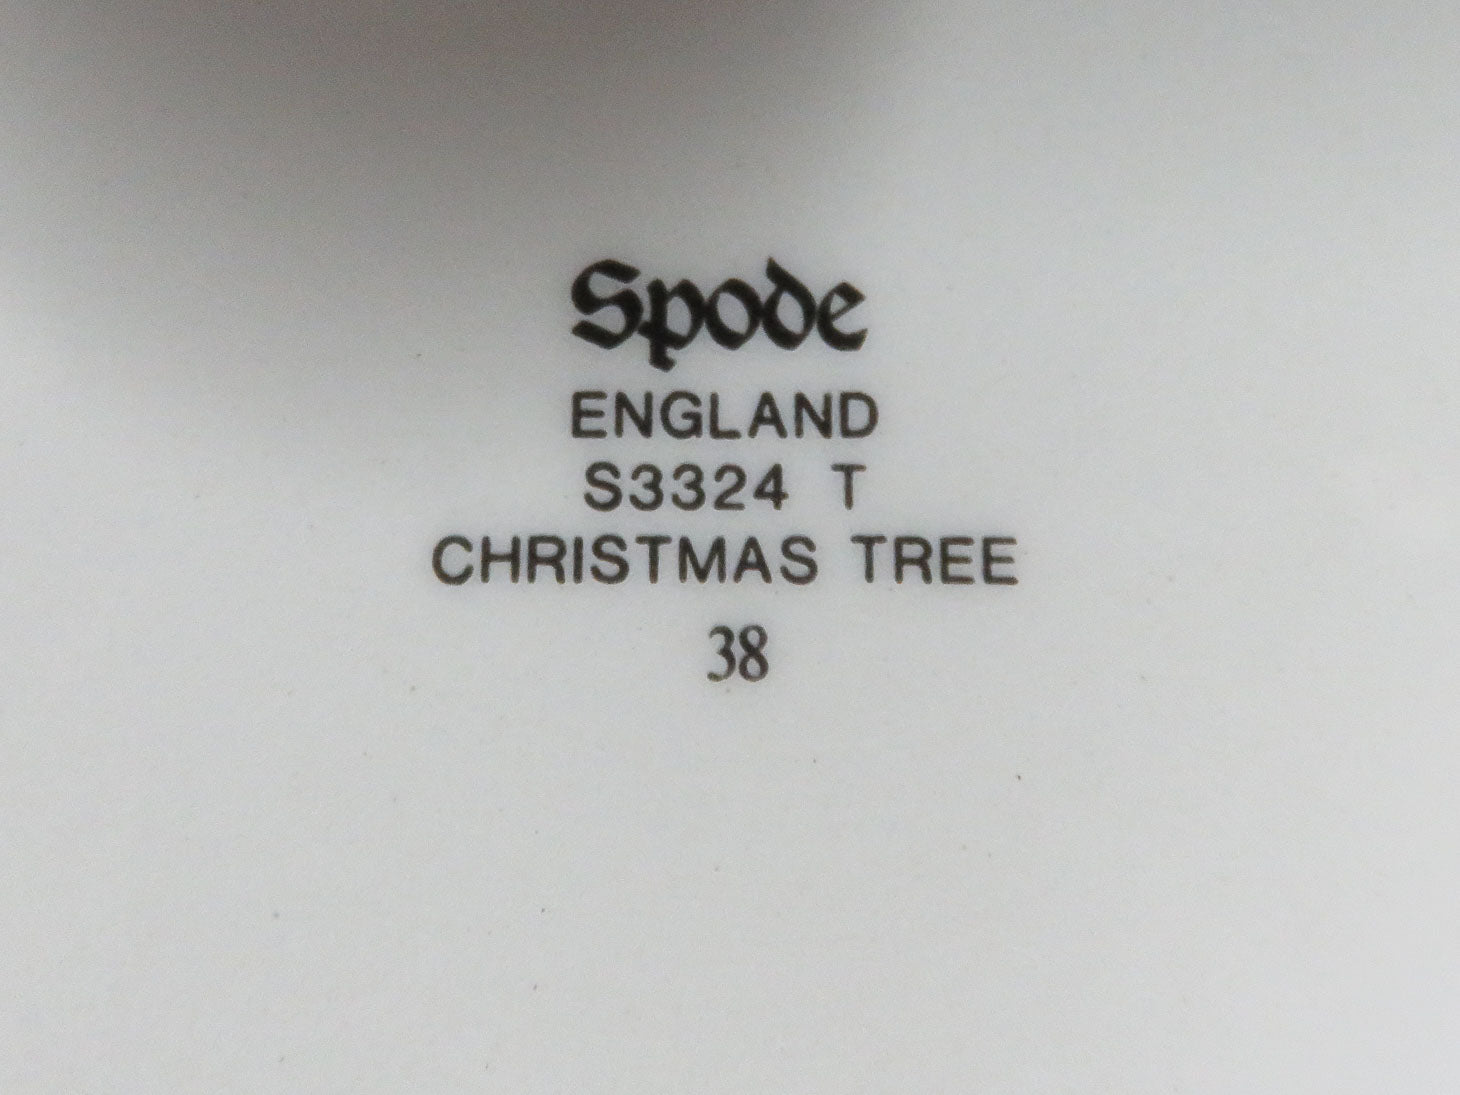 Spode
ENGLAND
S3324 T
CHRISTMAS TREE
38